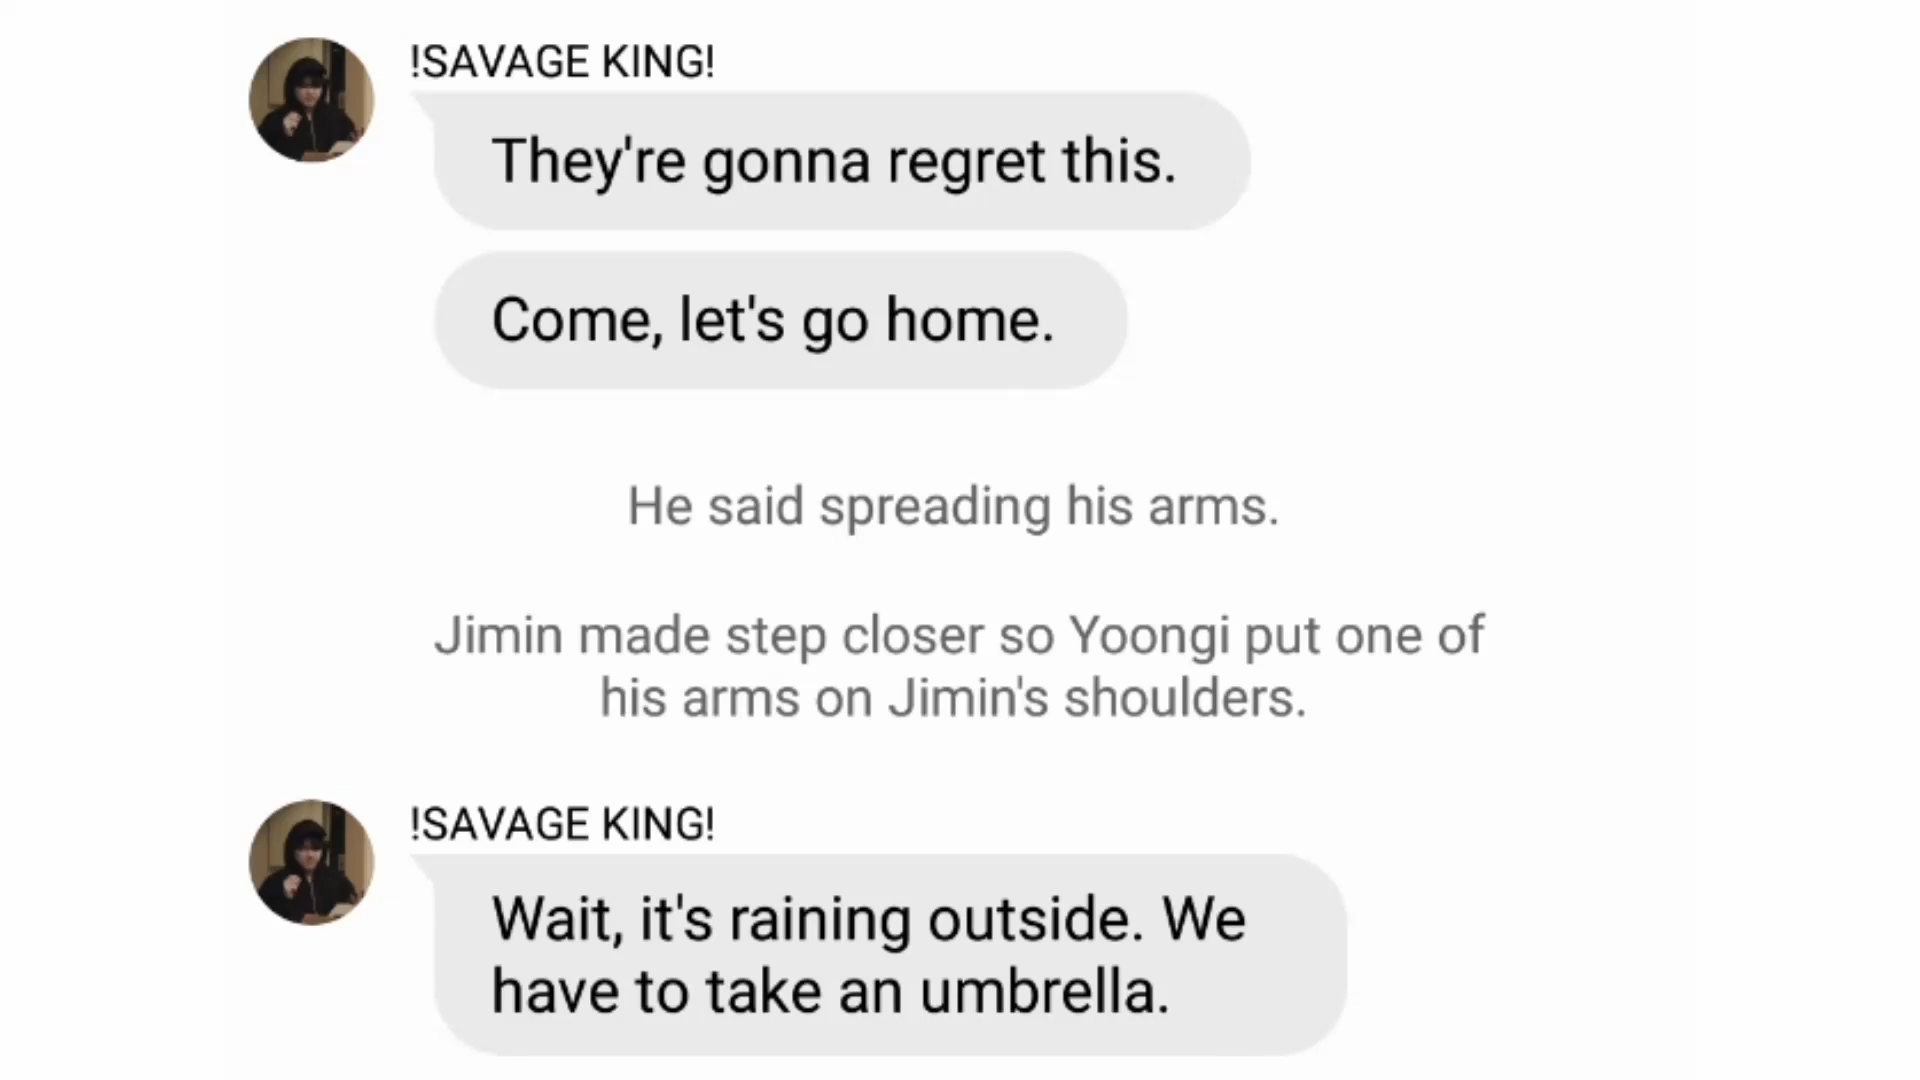 !SAVAGE KING!
They're gonna regret this.
Come, let's go home.
He said spreading his arms.
Jimin made step closer so Yoongi put one of
his arms on Jimin's shoulders.
!SAVAGE KING!
Wait, it's raining outside. We
have to take an umbrella.